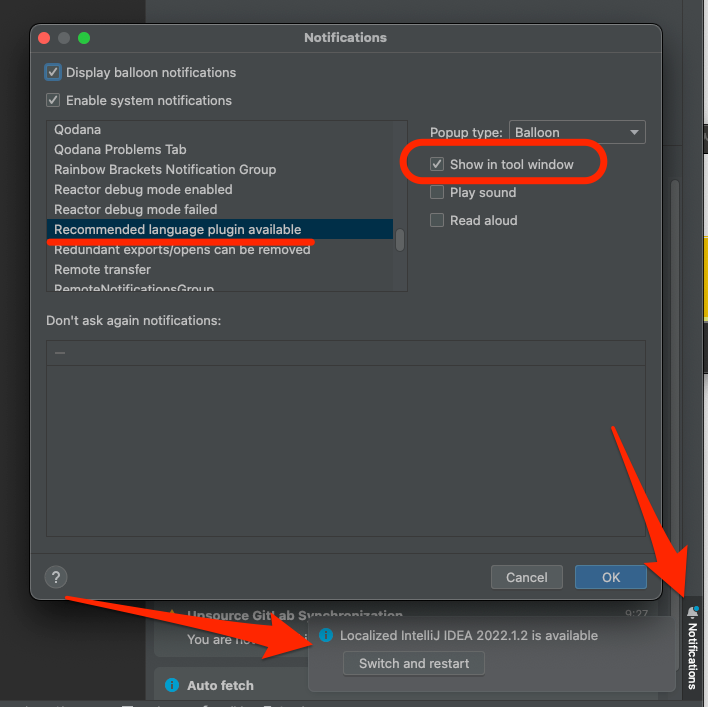 Notifications
Display balloon notifications
Enable system notifications
Qodana
Qodana Problems Tab
Rainbow Brackets Notification Group
Reactor debug mode enabled
Reactor debug mode failed
Recommended language plugin available
Redundant exports/opens can be removed
Remote transfer
RemoteNotificationsGroup
Popup type: Balloon
Show in tool window
Play sound
Read aloud
Don't ask again notifications:
?
Cancel
OK
Upsource GitLab Synchronization
9:27
You are no
Localized IntelliJ IDEA 2022.1.2 is available
Switch and restart
Auto fetch
Notifications